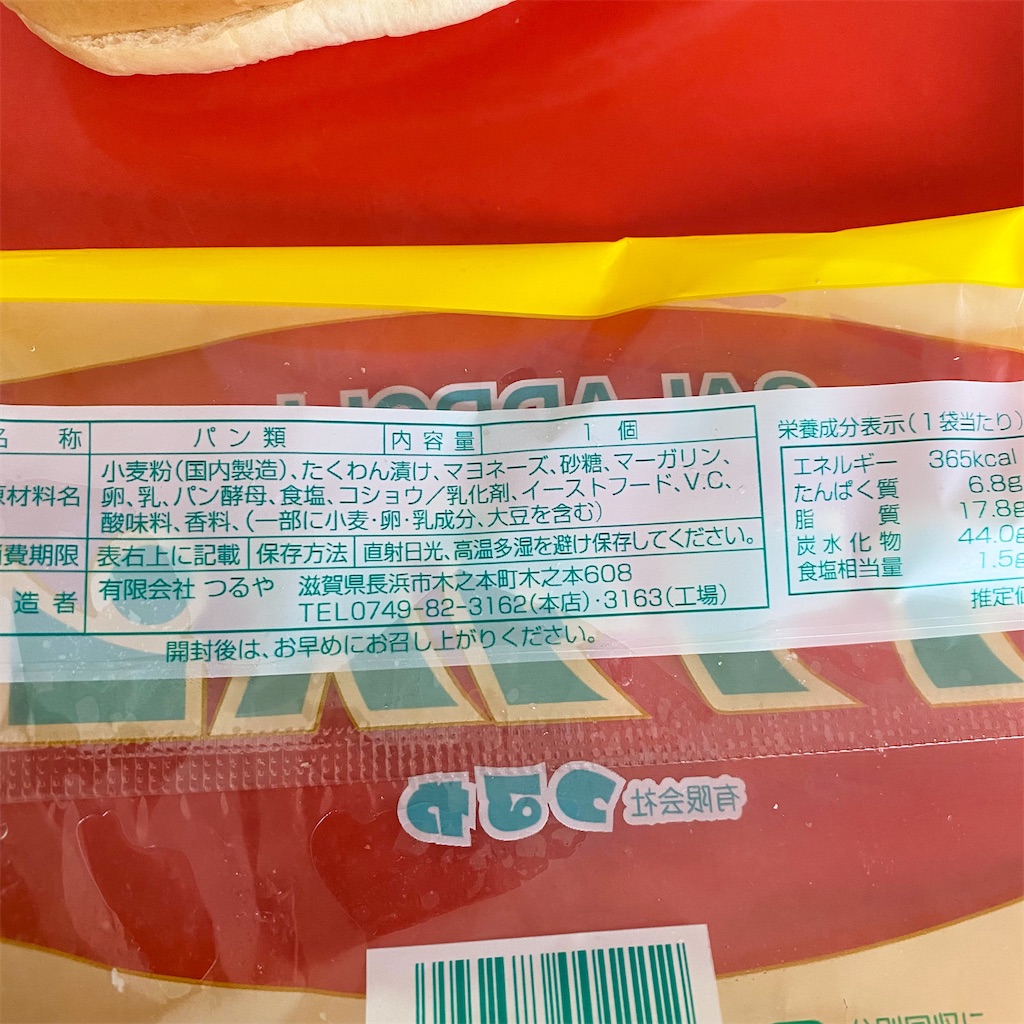 名 称 パン類 内容量 1個
原材料名 小麦粉(国内製造)、たくわん漬け、マヨネーズ、砂糖、マーガリン、
卵、乳、パン酵母、食塩、コショウ/乳化剤、イーストフード、V.C.、
酸味料、香料、(一部に小麦・卵・乳成分、大豆を含む)
消費期限 表右上に記載 保存方法 直射日光、高温多湿を避け保存してください。
造者 有限会社 つるや 滋賀県長浜市木之本町木之本608
TEL0749-82-3162(本店)・3163(工場)
開封後は、お早めにお召し上がりください。
栄養成分表示(1袋当たり)
エネルギー 365kcal
たんぱく質 6.8g
脂質 17.8g
炭水化物 44.0g
食塩相当量 1.5g
推定値
有限会社 つるや